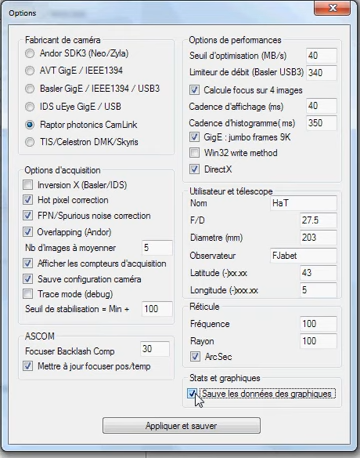 Options
Fabricant de caméra
Andor SDK3 (Neo/Zyla)
AVT GigE / IEEE1394
Basler GigE / IEEE1394 / USB3
IDS uEye GigE / USB
Raptor photonics CamLink
TIS/Celestron DMK/Skyris
Options d'acquisition
Inversion X (Basler/IDS)
Hot pixel correction
FPN/Spurious noise correction
Overlapping (Andor)
Nb d'images à moyenner 5
Afficher les compteurs d'acquisition
Sauve configuration caméra
Trace mode (debug)
Seuil de stabilisation = Min + 100
ASCOM
Focuser Backlash Comp 30
Mettre à jour focuser pos/temp
Options de performances
Seuil d'optimisation (MB/s) 40
Limiteur de débit (Basler USB3) 340
Calcule focus sur 4 images
Cadence d'affichage (ms) 40
Cadence d'histogramme( ms) 350
GigE : jumbo frames 9K
Win32 write method
DirectX
Utilisateur et télescope
Nom HaT
F/D 27.5
Diametre (mm) 203
Observateur FJabet
Latitude (-)xx.xx 43
Longitude (-)xxx.xx 5
Réticule
Fréquence 100
Rayon 100
ArcSec
Stats et graphiques
Sauve les données des graphiques
Appliquer et sauver